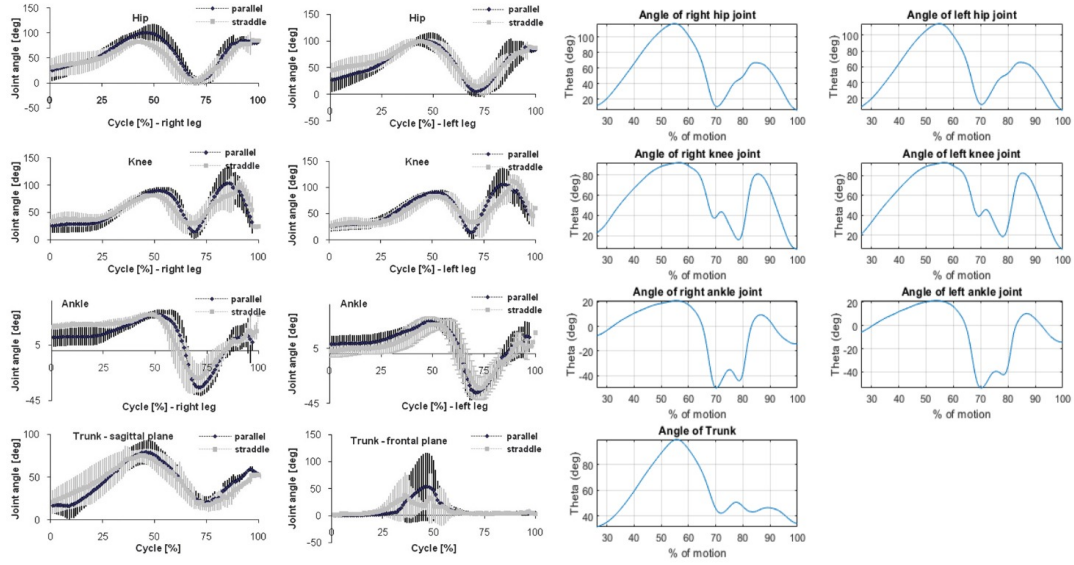 Hip
parallel
straddle
Joint angle [deg]
150
100
50
0
-50
0 25 50 75 100
Cycle [%] - right leg
Hip
parallel
straddle
Joint angle [deg]
150
100
50
0
-50
0 25 50 75 100
Cycle [%] - left leg
Angle of right hip joint
Theta (deg)
100
80
60
40
20
30 40 50 60 70 80 90 100
% of motion
Angle of left hip joint
Theta (deg)
100
80
60
40
20
30 40 50 60 70 80 90 100
% of motion
Knee
parallel
straddle
Joint angle [deg]
150
100
50
0
0 25 50 75 100
Cycle [%] - right leg
Knee
parallel
straddle
Joint angle [deg]
150
100
50
0
0 25 50 75 100
Cycle [%] - left leg
Angle of right knee joint
Theta (deg)
80
60
40
20
30 40 50 60 70 80 90 100
% of motion
Angle of left knee joint
Theta (deg)
80
60
40
20
30 40 50 60 70 80 90 100
% of motion
Ankle
parallel
straddle
Joint angle [deg]
5
-45
0 25 50 75 100
Cycle [%] - right leg
Ankle
parallel
straddle
Joint angle [deg]
5
-45
0 25 50 75 100
Cycle [%] - left leg
Angle of right ankle joint
Theta (deg)
20
0
-20
-40
30 40 50 60 70 80 90 100
% of motion
Angle of left ankle joint
Theta (deg)
20
0
-20
-40
30 40 50 60 70 80 90 100
% of motion
Trunk - sagittal plane
parallel
straddle
Joint angle [deg]
100
50
0
0 25 50 75 100
Cycle [%]
Trunk - frontal plane
parallel
straddle
Joint angle [deg]
150
100
50
0
-50
0 25 50 75 100
Cycle [%]
Angle of Trunk
Theta (deg)
80
60
40
30 40 50 60 70 80 90 100
% of motion